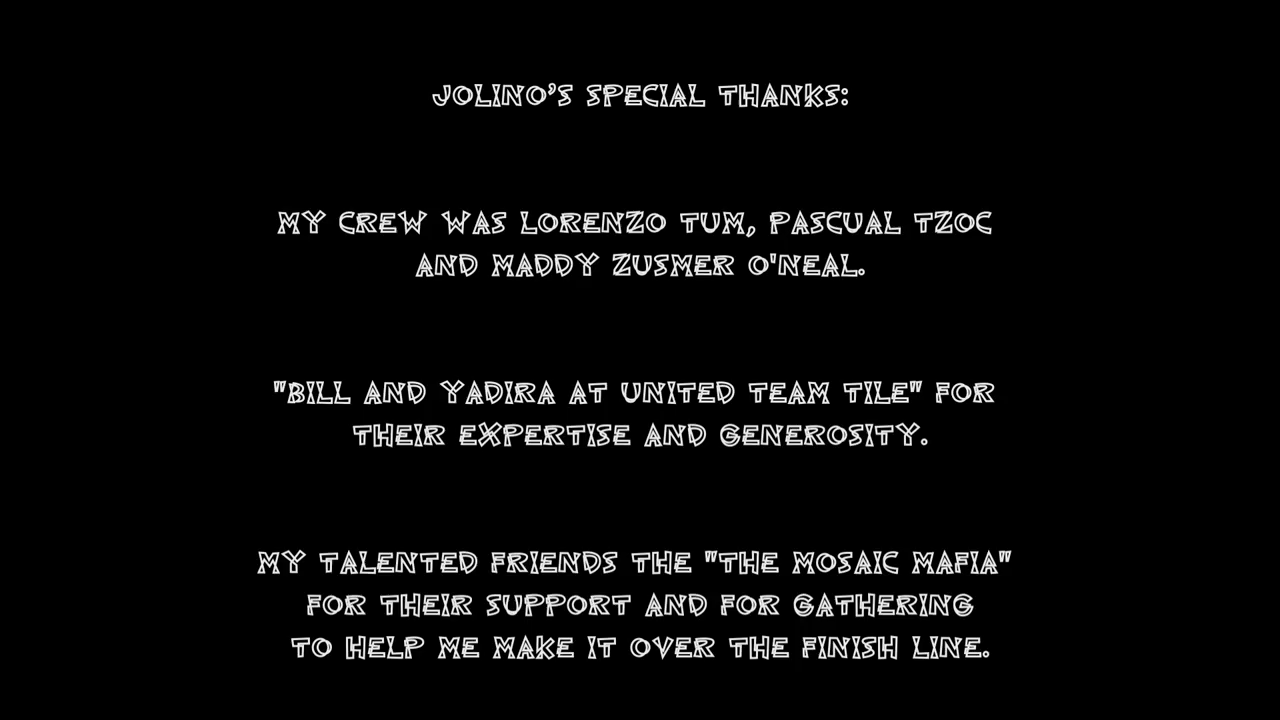 JOLINO’S SPECIAL THANKS:
MY CREW WAS LORENZO TUM, PASCUAL TZOC
AND MADDY ZUSMER O'NEAL.
"BILL AND YADIRA AT UNITED TEAM TILE" FOR
THEIR EXPERTISE AND GENEROSITY.
MY TALENTED FRIENDS THE "THE MOSAIC MAFIA"
FOR THEIR SUPPORT AND FOR GATHERING
TO HELP ME MAKE IT OVER THE FINISH LINE.